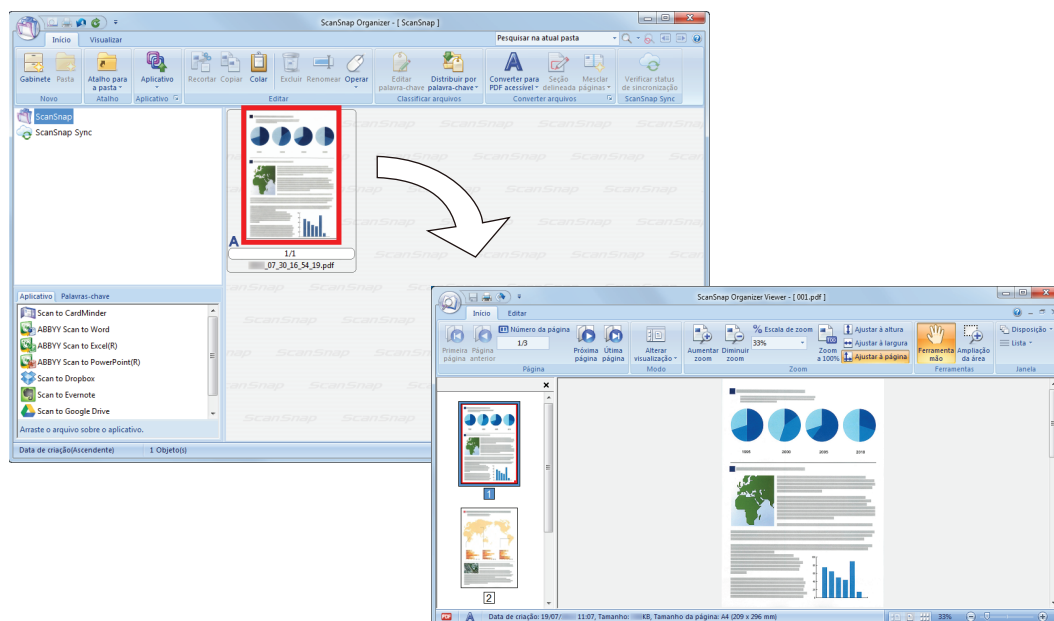 ScanSnap Organizer - [ ScanSnap ]
Início Visualizar
Pesquisar na atual pasta
Gabinete Pasta Atalho para a pasta Aplicativo Recortar Copiar Colar Excluir Renomear Operar Editar palavra-chave Distribuir por palavra-chave Converter para PDF acessível Seção delineada Mesclar páginas Verificar status de sincronização
Novo Atalho Aplicativo Editar Classificar arquivos Converter arquivos ScanSnap Sync
ScanSnap
ScanSnap Sync
A
1/1
_07_30_16_54_19.pdf
Aplicativo Palavras-chave
Scan to CardMinder
ABBYY Scan to Word
ABBYY Scan to Excel(R)
ABBYY Scan to PowerPoint(R)
Scan to Dropbox
Scan to Evernote
Scan to Google Drive
Arraste o arquivo sobre o aplicativo.
Data de criação(Ascendente) 1 Objeto(s)
ScanSnap Organizer Viewer - [ 001.pdf ]
Início Editar
Primeira página Página anterior Número da página 1/3 Próxima página Útima página Alterar visualização Aumentar zoom Diminuir zoom % Escala de zoom 33% Zoom a 100% Ajustar à altura Ajustar à largura Ajustar à página Ferramenta mão Ampliação da área Disposição Lista
Página Modo Zoom Ferramentas Janela
1
2
1995 2000 2005 2010
Data de criação: 19/07/ 11:07, Tamanho: KB, Tamanho da página: A4 (209 x 296 mm) 33%